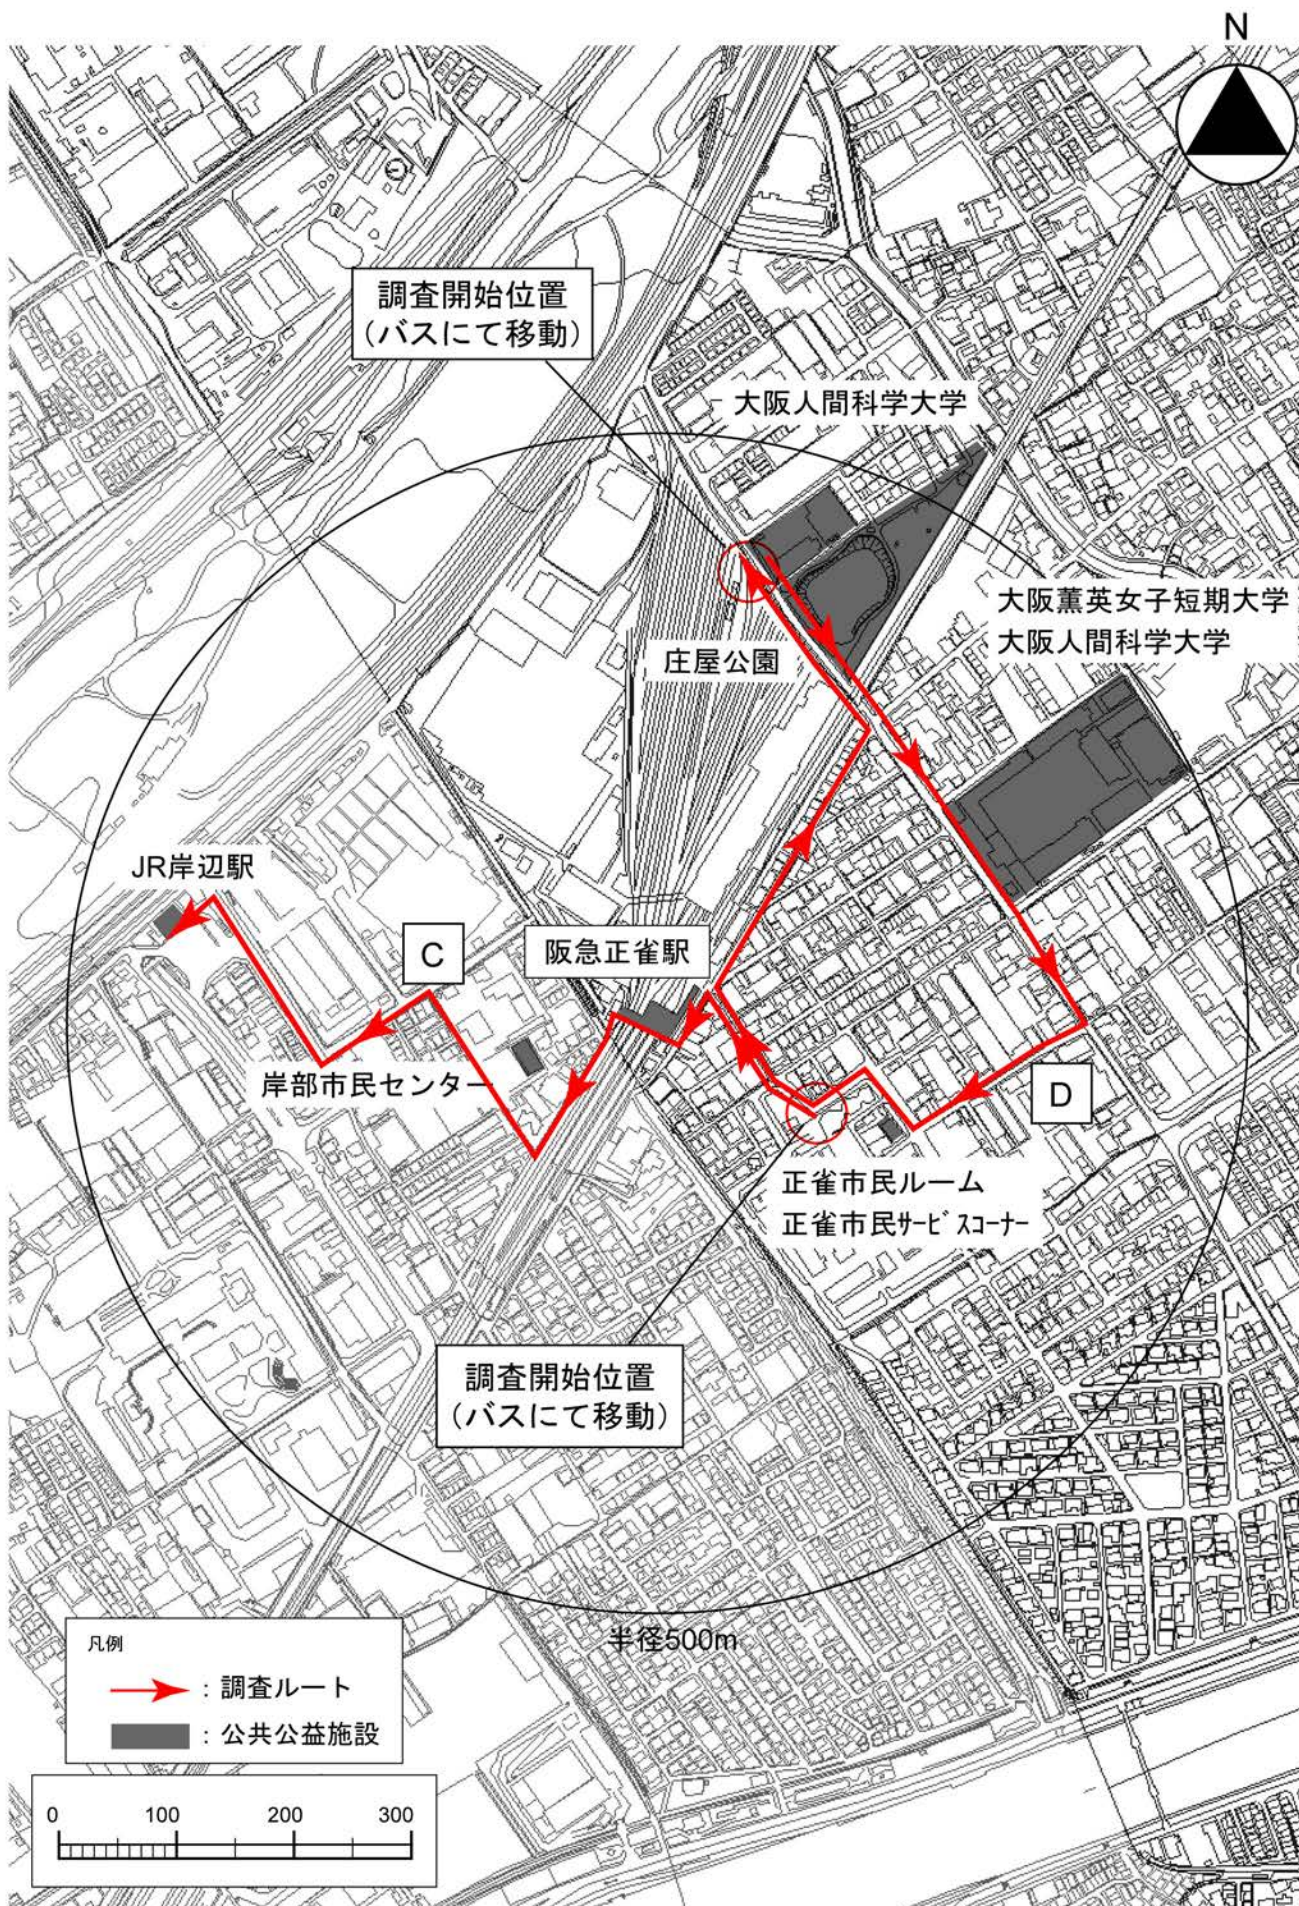 N
調査開始位置
(バスにて移動)
大阪人間科学大学
大阪薫英女子短期大学
大阪人間科学大学
庄屋公園
JR岸辺駅
C
阪急正雀駅
岸部市民センター
D
正雀市民ルーム
正雀市民ｻｰﾋﾞｽｺｰﾅｰ
調査開始位置
(バスにて移動)
半径500m
凡例
：調査ルート
：公共公益施設
0 100 200 300